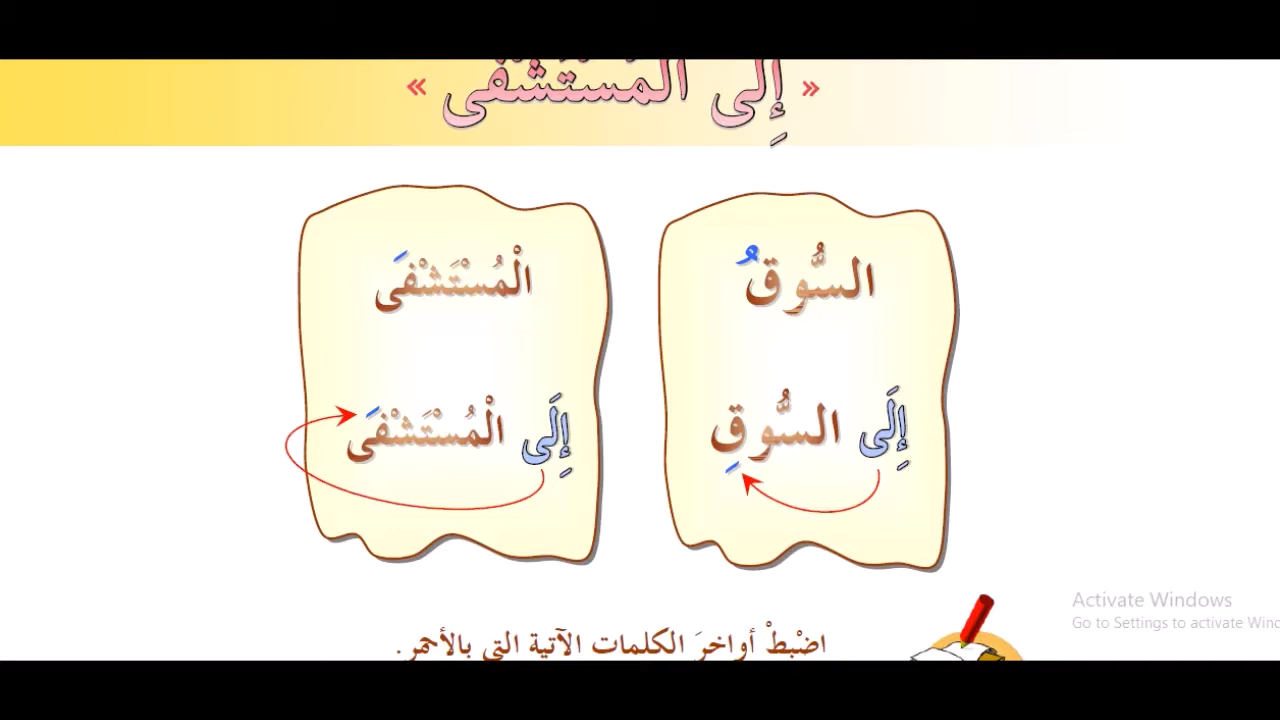 « إِلَى الْمُسْتَشْفَى »
السُّوقُ
الْمُسْتَشْفَى
إِلَى السُّوقِ
إِلَى الْمُسْتَشْفَى
اضْبِطْ أواخرَ الكلمات الآتية التي بالأحمر.
Activate Windows
Go to Settings to activate Wind